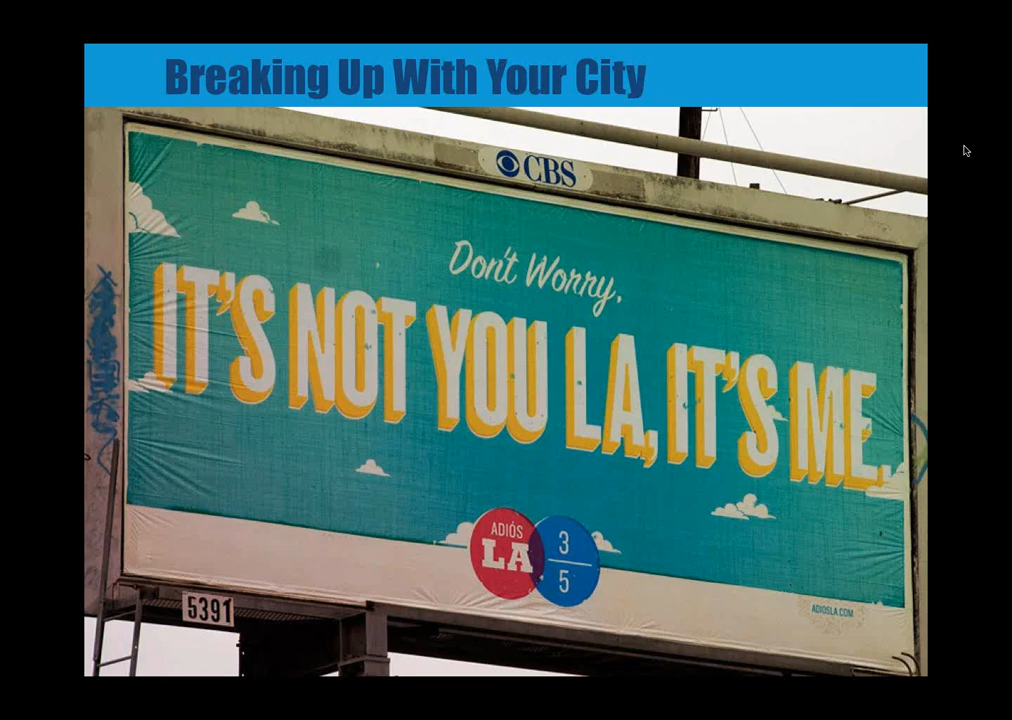 Breaking Up With Your City
CBS
Don't Worry.
IT'S NOT YOU LA, IT'S ME.
ADIÓS
LA
3
5
ADIOSLA.COM
5391